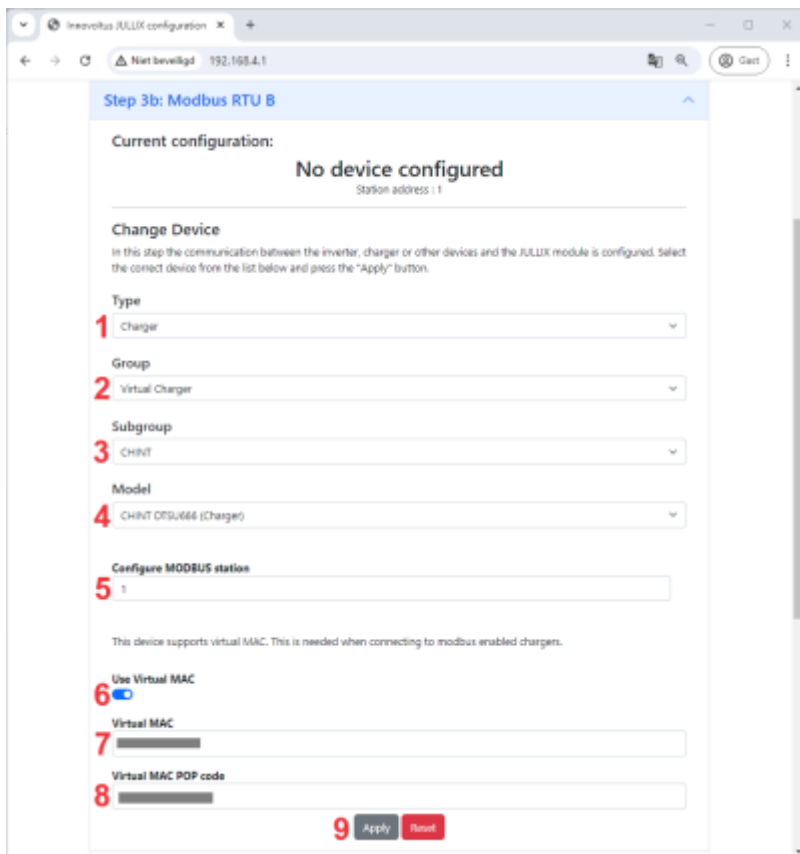 Innovoltus JULLIX configuration
Niet beveiligd 192.168.4.1
Gast
Step 3b: Modbus RTU B
Current configuration:
No device configured
Station address : 1
Change Device
In this step the communication between the inverter, charger or other devices and the JULLIX module is configured. Select
the correct device from the list below and press the "Apply" button.
Type
1 Charger
Group
2 Virtual Charger
Subgroup
3 CHINT
Model
4 CHINT DTSU666 (Charger)
Configure MODBUS station
5 1
This device supports virtual MAC. This is needed when connecting to modbus enabled chargers.
Use Virtual MAC
6
Virtual MAC
7
Virtual MAC POP code
8
9 Apply Reset